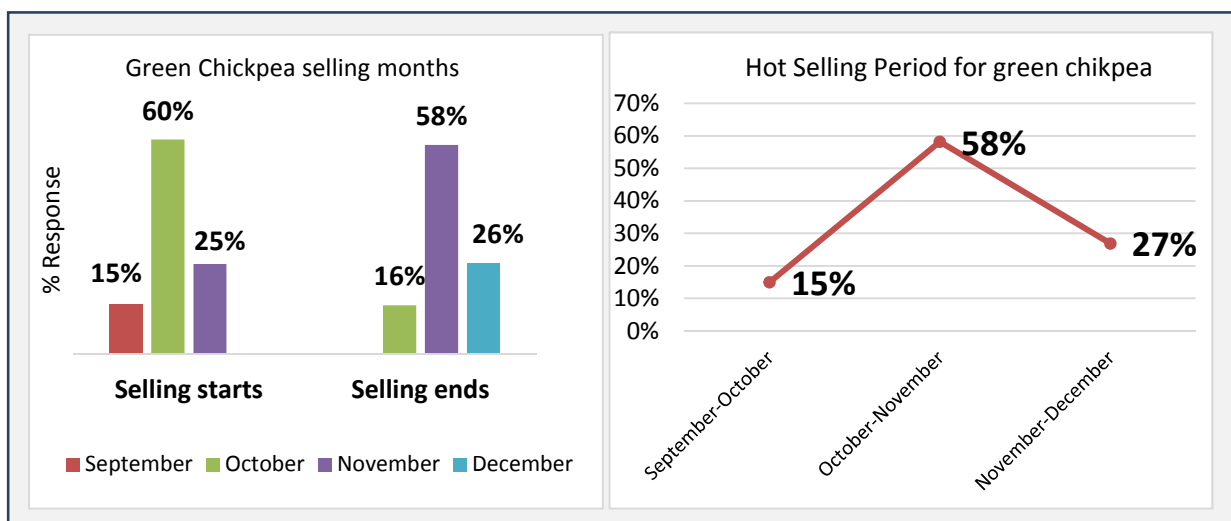 Green Chickpea selling months
% Response
60%
58%
15%
25%
16%
26%
Selling starts
Selling ends
September October November December
Hot Selling Period for green chikpea
70%
60%
50%
40%
30%
20%
10%
0%
15%
58%
27%
September-October
October-November
November-December